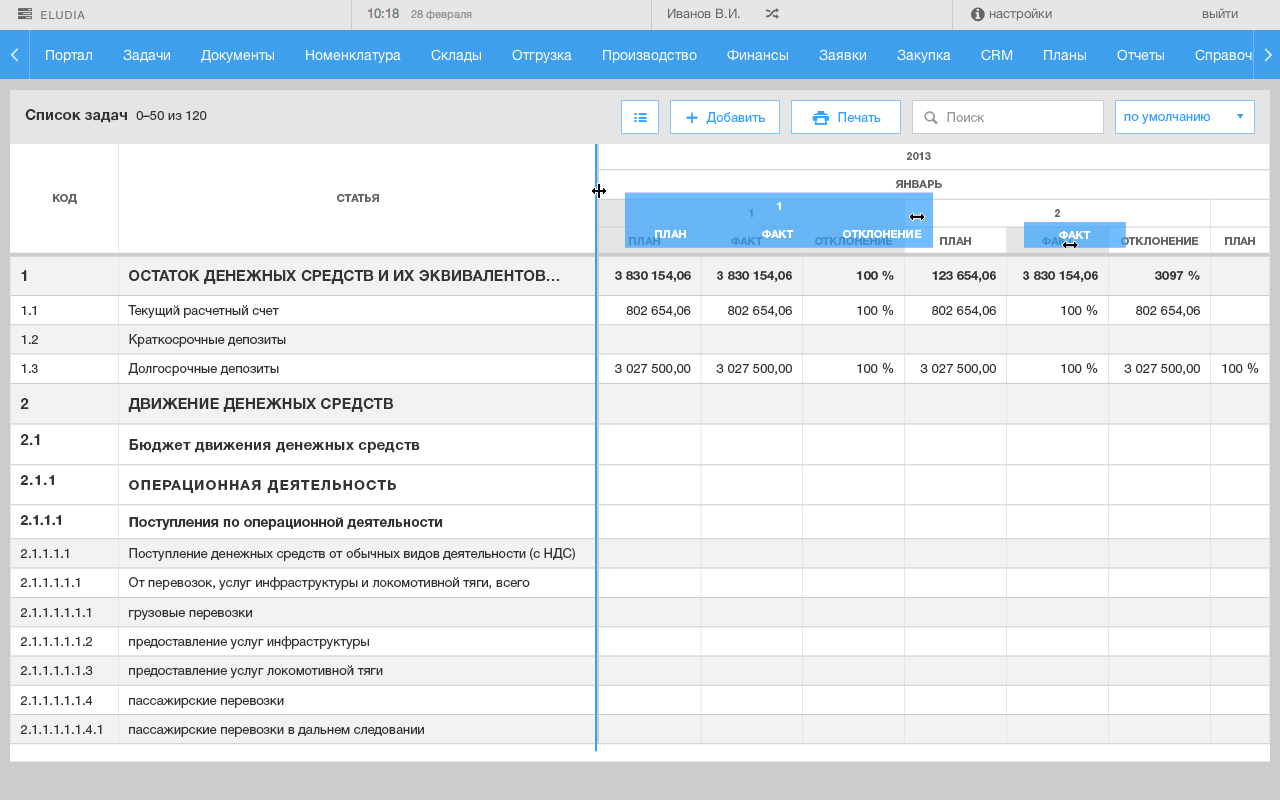 ELUDIA 10:18 28 февраля Иванов В.И. настройки выйти
Портал Задачи Документы Номенклатура Склады Отгрузка Производство Финансы Заявки Закупка CRM Планы Отчеты Справоч
Список задач 0–50 из 120 Добавить Печать Поиск по умолчанию
2013
КОД СТАТЬЯ ЯНВАРЬ
1
1 2
ПЛАН ФАКТ ОТКЛОНЕНИЕ ФАКТ
ПЛАН ФАКТ ОТКЛОНЕНИЕ ПЛАН ФАКТ ОТКЛОНЕНИЕ ПЛАН
1 ОСТАТОК ДЕНЕЖНЫХ СРЕДСТВ И ИХ ЭКВИВАЛЕНТОВ… 3 830 154,06 3 830 154,06 100 % 123 654,06 3 830 154,06 3097 %
1.1 Текущий расчетный счет 802 654,06 802 654,06 100 % 802 654,06 100 % 802 654,06
1.2 Краткосрочные депозиты
1.3 Долгосрочные депозиты 3 027 500,00 3 027 500,00 100 % 3 027 500,00 100 % 3 027 500,00 100 %
2 ДВИЖЕНИЕ ДЕНЕЖНЫХ СРЕДСТВ
2.1 Бюджет движения денежных средств
2.1.1 ОПЕРАЦИОННАЯ ДЕЯТЕЛЬНОСТЬ
2.1.1.1 Поступления по операционной деятельности
2.1.1.1.1 Поступление денежных средств от обычных видов деятельности (с НДС)
2.1.1.1.1.1 От перевозок, услуг инфраструктуры и локомотивной тяги, всего
2.1.1.1.1.1.1 грузовые перевозки
2.1.1.1.1.1.2 предоставление услуг инфраструктуры
2.1.1.1.1.1.3 предоставление услуг локомотивной тяги
2.1.1.1.1.1.4 пассажирские перевозки
2.1.1.1.1.1.4.1 пассажирские перевозки в дальнем следовании